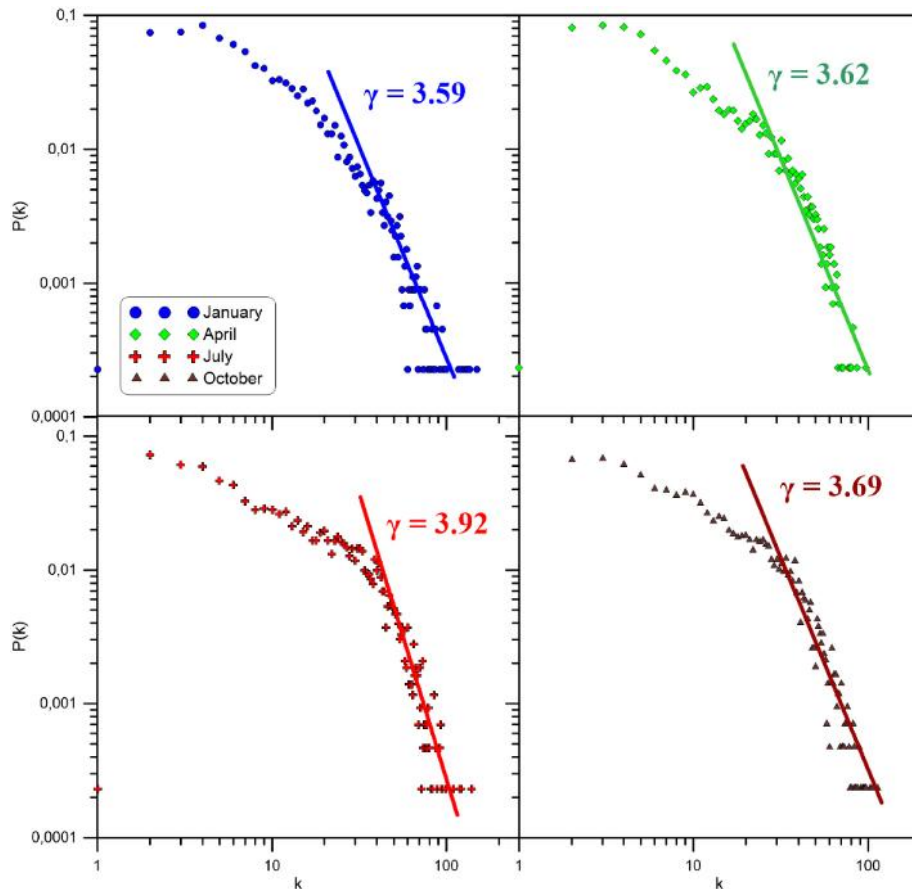 0,1
γ = 3.59
γ = 3.62
0,01
P(k)
0,001
January
April
July
October
0,0001
0,1
γ = 3.92
γ = 3.69
0,01
P(k)
0,001
0,0001
1 10 100 1 10 100
k k